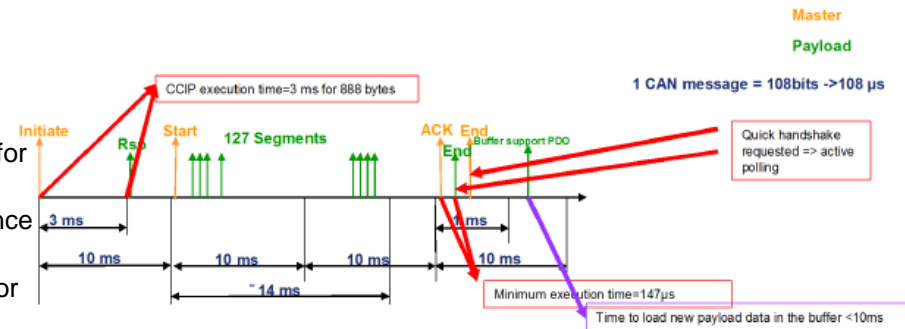 Master
Payload
1 CAN message = 108bits ->108 µs
CCIP execution time=3 ms for 888 bytes
Initiate
Rsp
Start
127 Segments
ACK End
End
Buffer support PDO
Quick handshake
requested => active
polling
for
ance
or
3 ms
1 ms
10 ms
10 ms
10 ms
10 ms
~ 14 ms
Minimum execution time=147µs
Time to load new payload data in the buffer <10ms